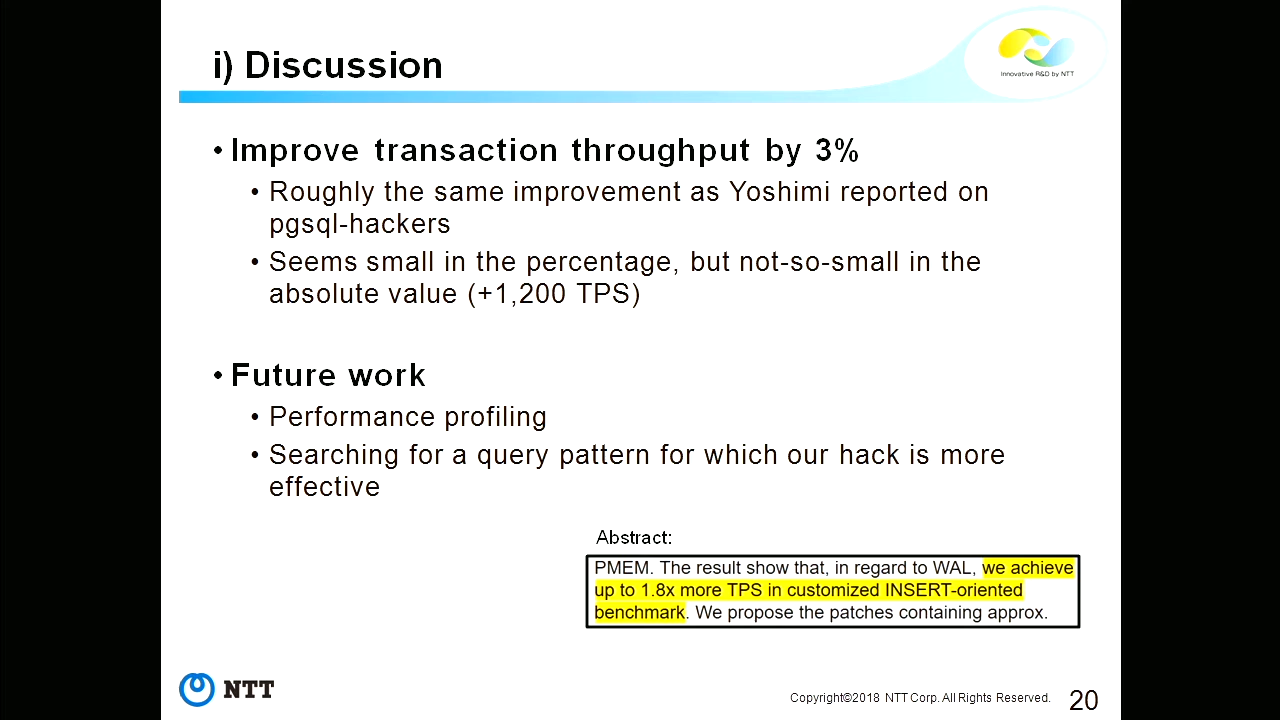 i) Discussion
Innovative R&D by NTT
• Improve transaction throughput by 3%
• Roughly the same improvement as Yoshimi reported on
pgsql-hackers
• Seems small in the percentage, but not-so-small in the
absolute value (+1,200 TPS)
• Future work
• Performance profiling
• Searching for a query pattern for which our hack is more
effective
Abstract:
PMEM. The result show that, in regard to WAL, we achieve
up to 1.8x more TPS in customized INSERT-oriented
benchmark. We propose the patches containing approx.
NTT
Copyright©2018 NTT Corp. All Rights Reserved.
20